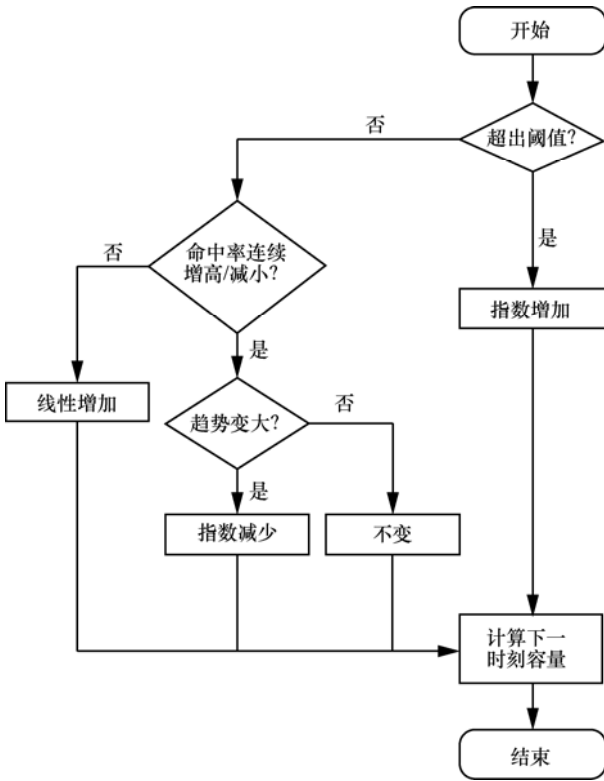 开始
否
超出阈值?
是
否
命中率连续
增高/减小?
指数增加
是
线性增加
趋势变大?
否
是
指数减少
不变
计算下一
时刻容量
结束